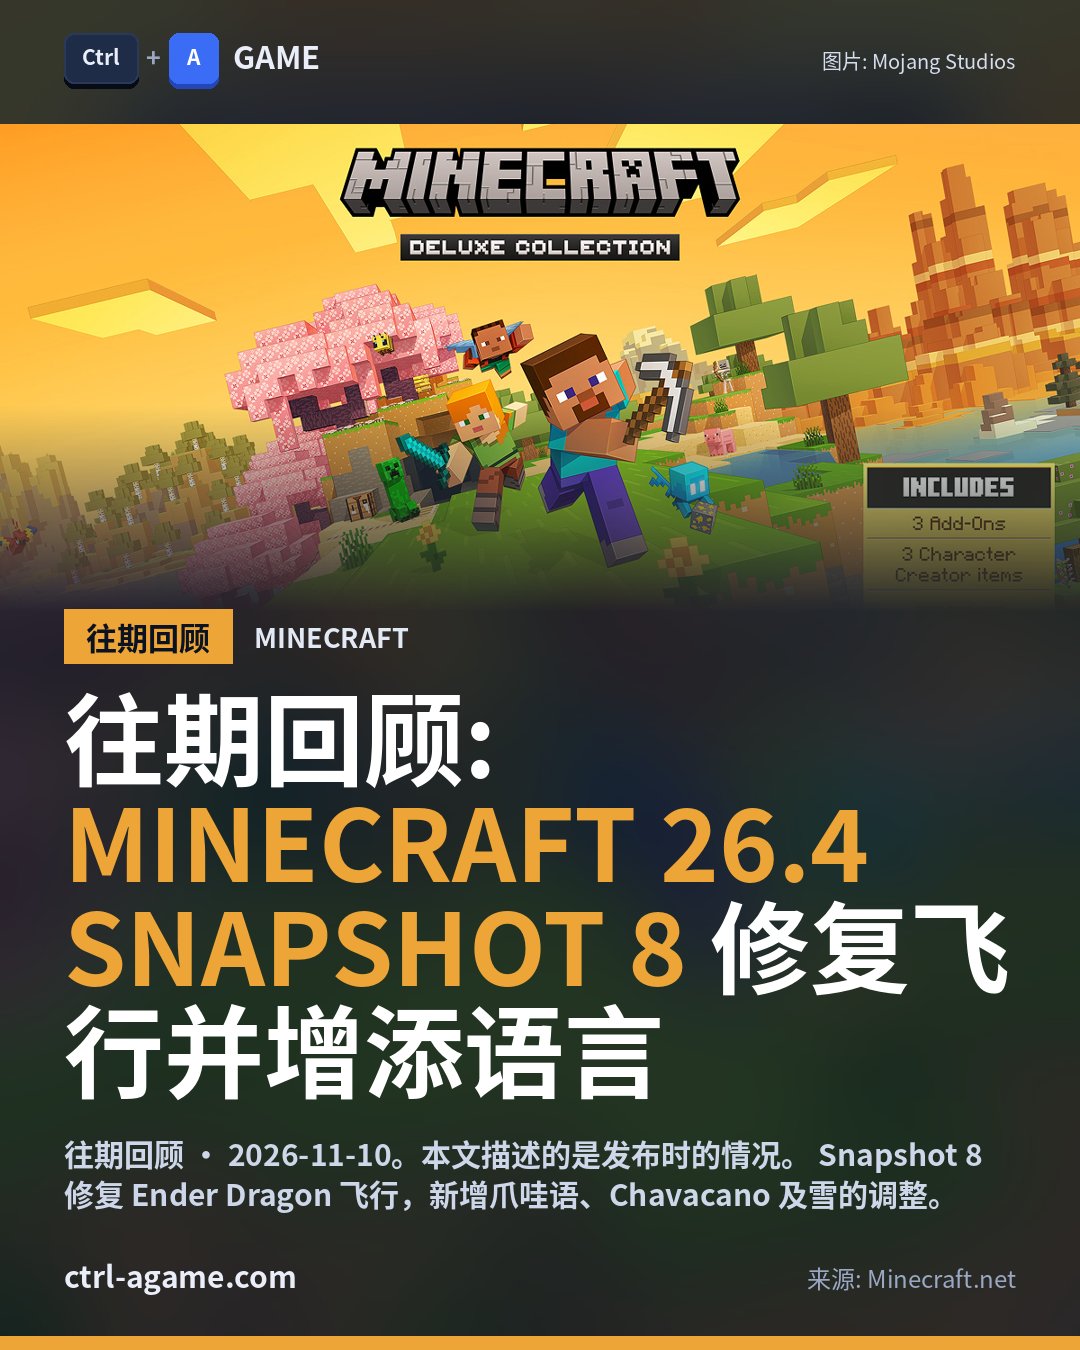 Ctrl + A GAME
图片: Mojang Studios
MINECRAFT
DELUXE COLLECTION
INCLUDES
3 Add-Ons
3 Character
Creator items
往期回顾 MINECRAFT
往期回顾:
MINECRAFT 26.4
SNAPSHOT 8 修复飞
行并增添语言
往期回顾 · 2026-11-10。本文描述的是发布时的情况。 Snapshot 8
修复 Ender Dragon 飞行，新增爪哇语、Chavacano 及雪的调整。
ctrl-agame.com
来源: Minecraft.net